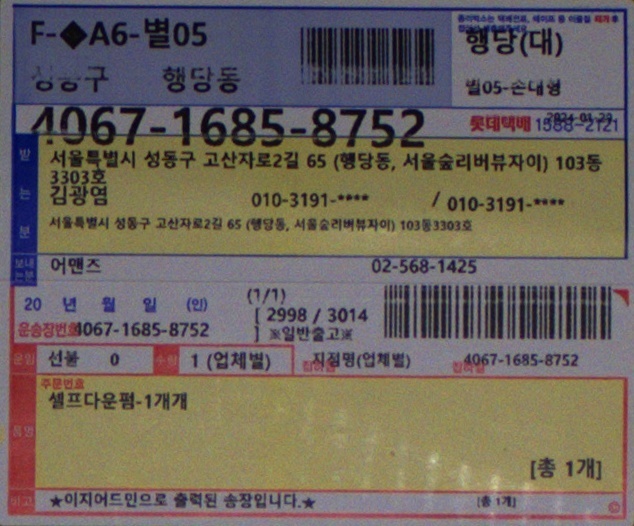 F-◆A6-별05
성동구 행당동
행당(대)
별05-손대형
4067-1685-8752
롯데택배 1588-2121
받는분
서울특별시 성동구 고산자로2길 65 (행당동, 서울숲리버뷰자이) 103동
3303호
김광염 010-3191-**** / 010-3191-****
서울특별시 성동구 고산자로2길 65 (행당동, 서울숲리버뷰자이) 103동3303호
어맨즈 02-568-1425
20 년 월 일 (인)
(1/1)
[ 2998 / 3014
] ※일반출고※
운송장번호 4067-1685-8752
운임 선불 0 수량 1 (업체별) 지점명(업체별) 4067-1685-8752
주문번호
품명
셀프다운펌-1개개
[총 1개]
비고 ★이지어드민으로 출력된 송장입니다.★ [총 1개]